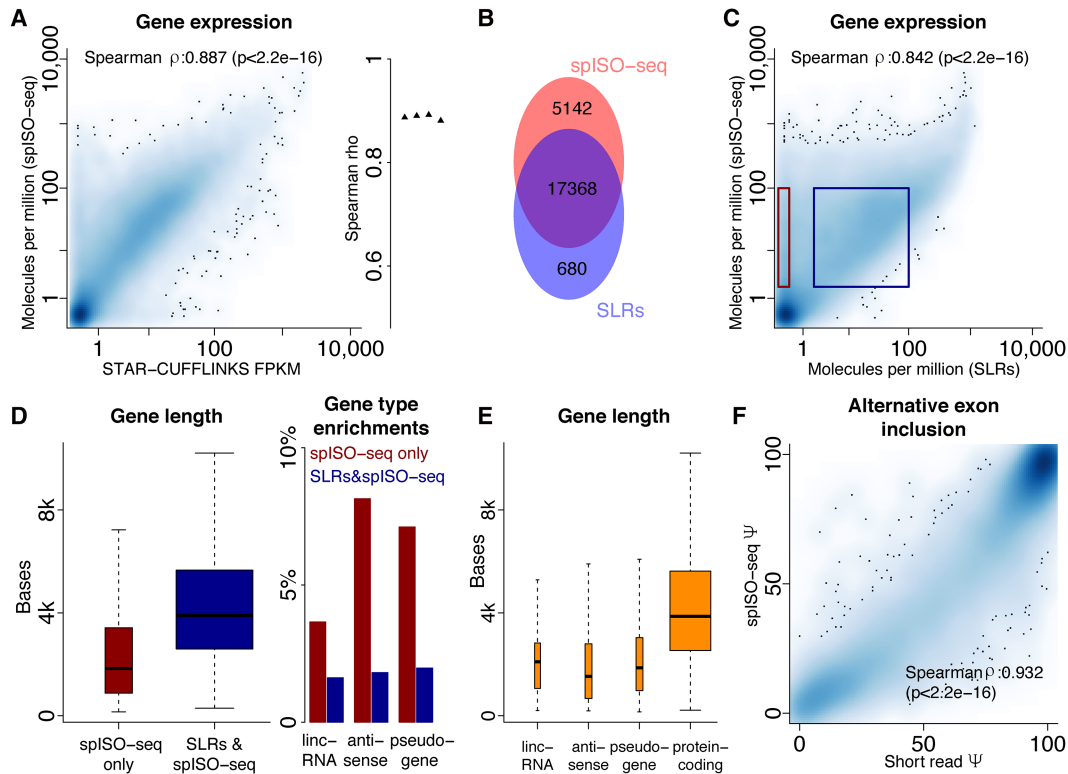 A
Gene expression
Spearman ρ:0.887 (p<2.2e−16)
Molecules per million (spISO−seq)
10,000
100
1
1
100
10,000
STAR−CUFFLINKS FPKM
Spearman rho
1
0.8
0.6
B
spISO−seq
5142
17368
680
SLRs
C
Gene expression
Spearman ρ:0.842 (p<2.2e−16)
Molecules per million (spISO−seq)
10,000
100
1
1
100
10,000
Molecules per million (SLRs)
D
Gene length
Bases
8k
4k
0
spISO−seq
only
SLRs &
spISO−seq
Gene type
enrichments
spISO−seq only
SLRs&spISO−seq
10%
5%
0
linc−
RNA
anti−
sense
pseudo−
gene
E
Gene length
Bases
8k
4k
0
linc−
RNA
anti−
sense
pseudo−
gene
protein−
coding
F
Alternative exon
inclusion
spISO−seq Ψ
100
50
0
Spearman ρ:0.932
(p<2.2e−16)
0
50
100
Short read Ψ